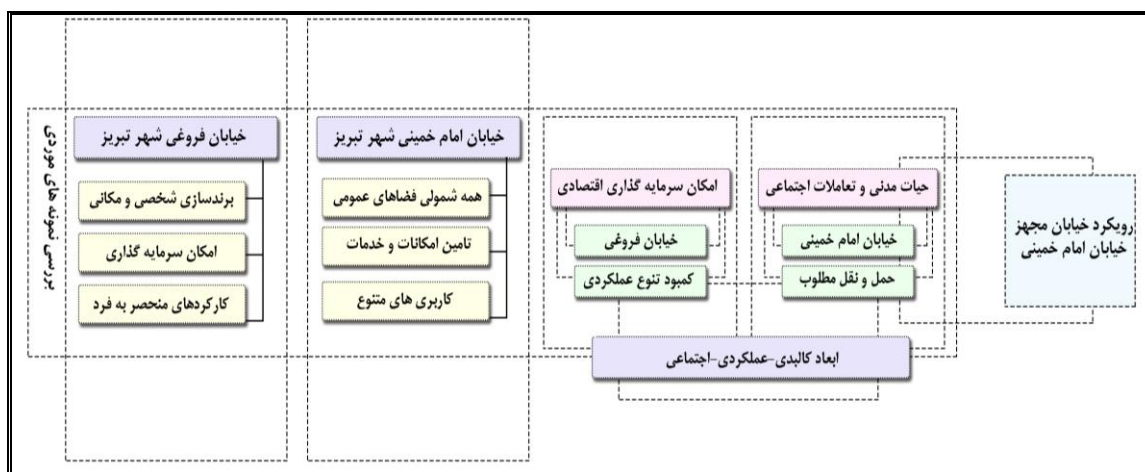 رویکرد خیابان مجهز
خیابان امام خمینی
حیات مدنی و تعاملات اجتماعی
خیابان امام خمینی
حمل و نقل مطلوب
امکان سرمایه گذاری اقتصادی
خیابان فروغی
کمبود تنوع عملکردی
ابعاد کالبدی-عملکردی-اجتماعی
خیابان امام خمینی شهر تبریز
همه شمولی فضاهای عمومی
تامین امکانات و خدمات
کاربری های متنوع
خیابان فروغی شهر تبریز
برندسازی شخصی و مکانی
امکان سرمایه گذاری
کارکردهای منحصر به فرد
بررسی نمونه های موردی